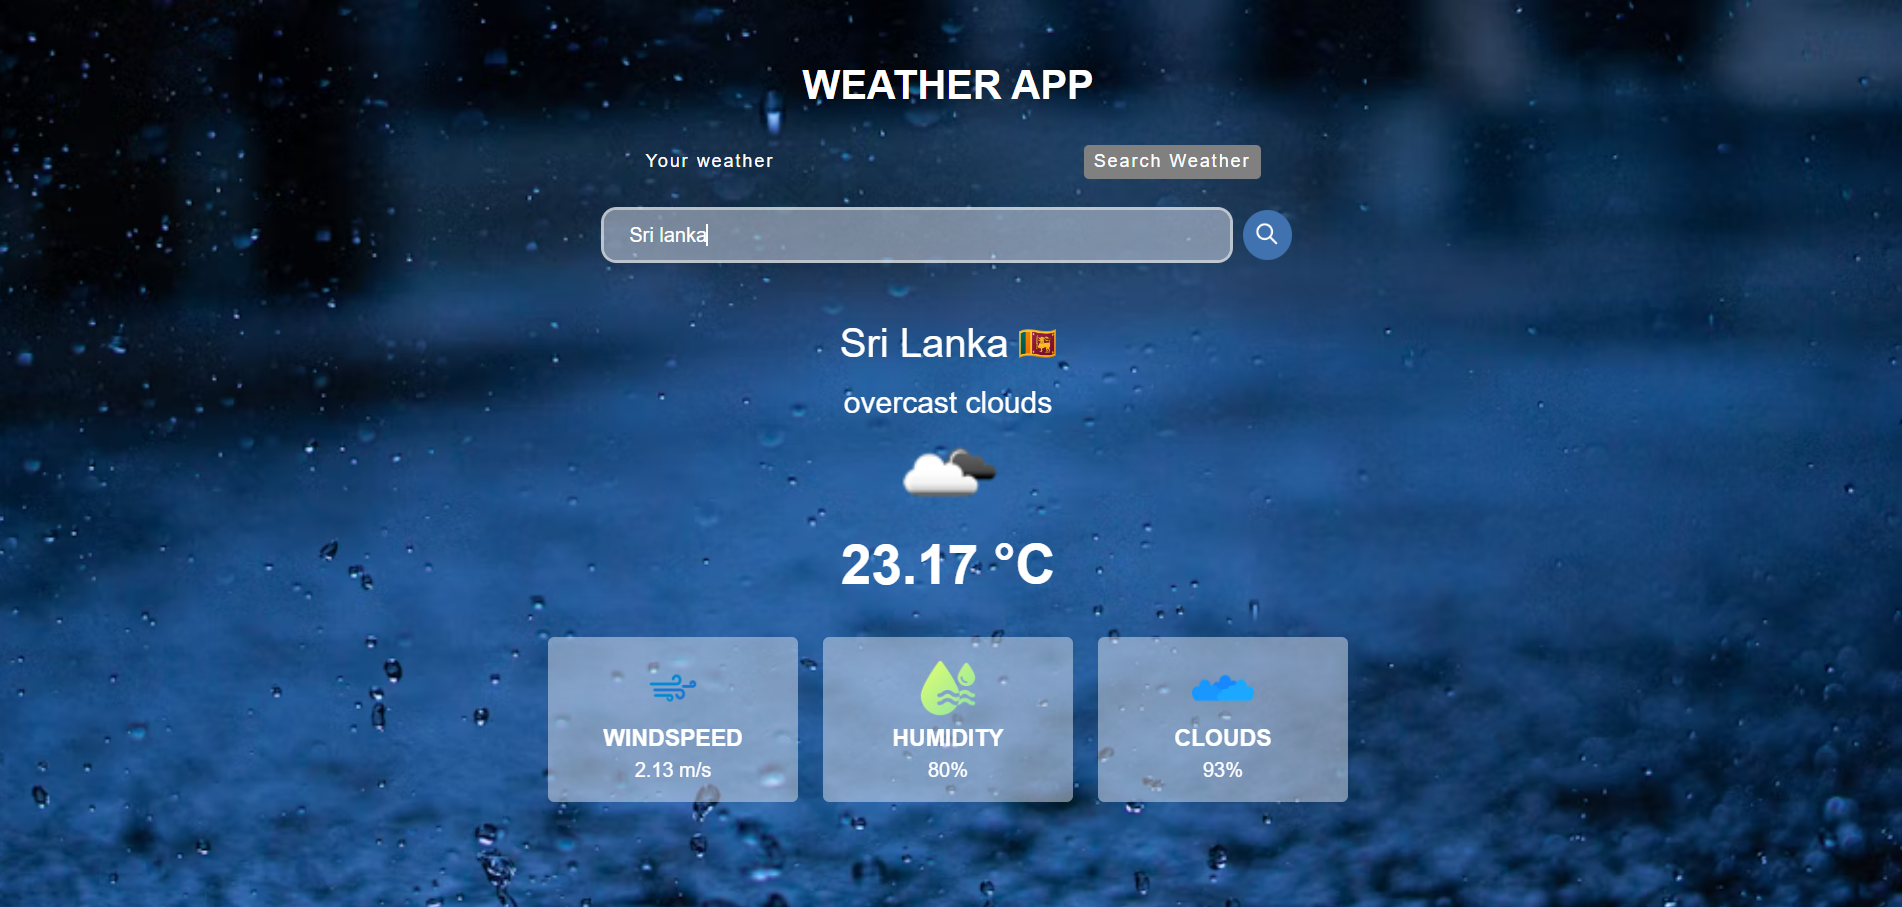 WEATHER APP
Your weather
Search Weather
Sri lanka
Sri Lanka
overcast clouds
23.17 °C
WINDSPEED
2.13 m/s
HUMIDITY
80%
CLOUDS
93%